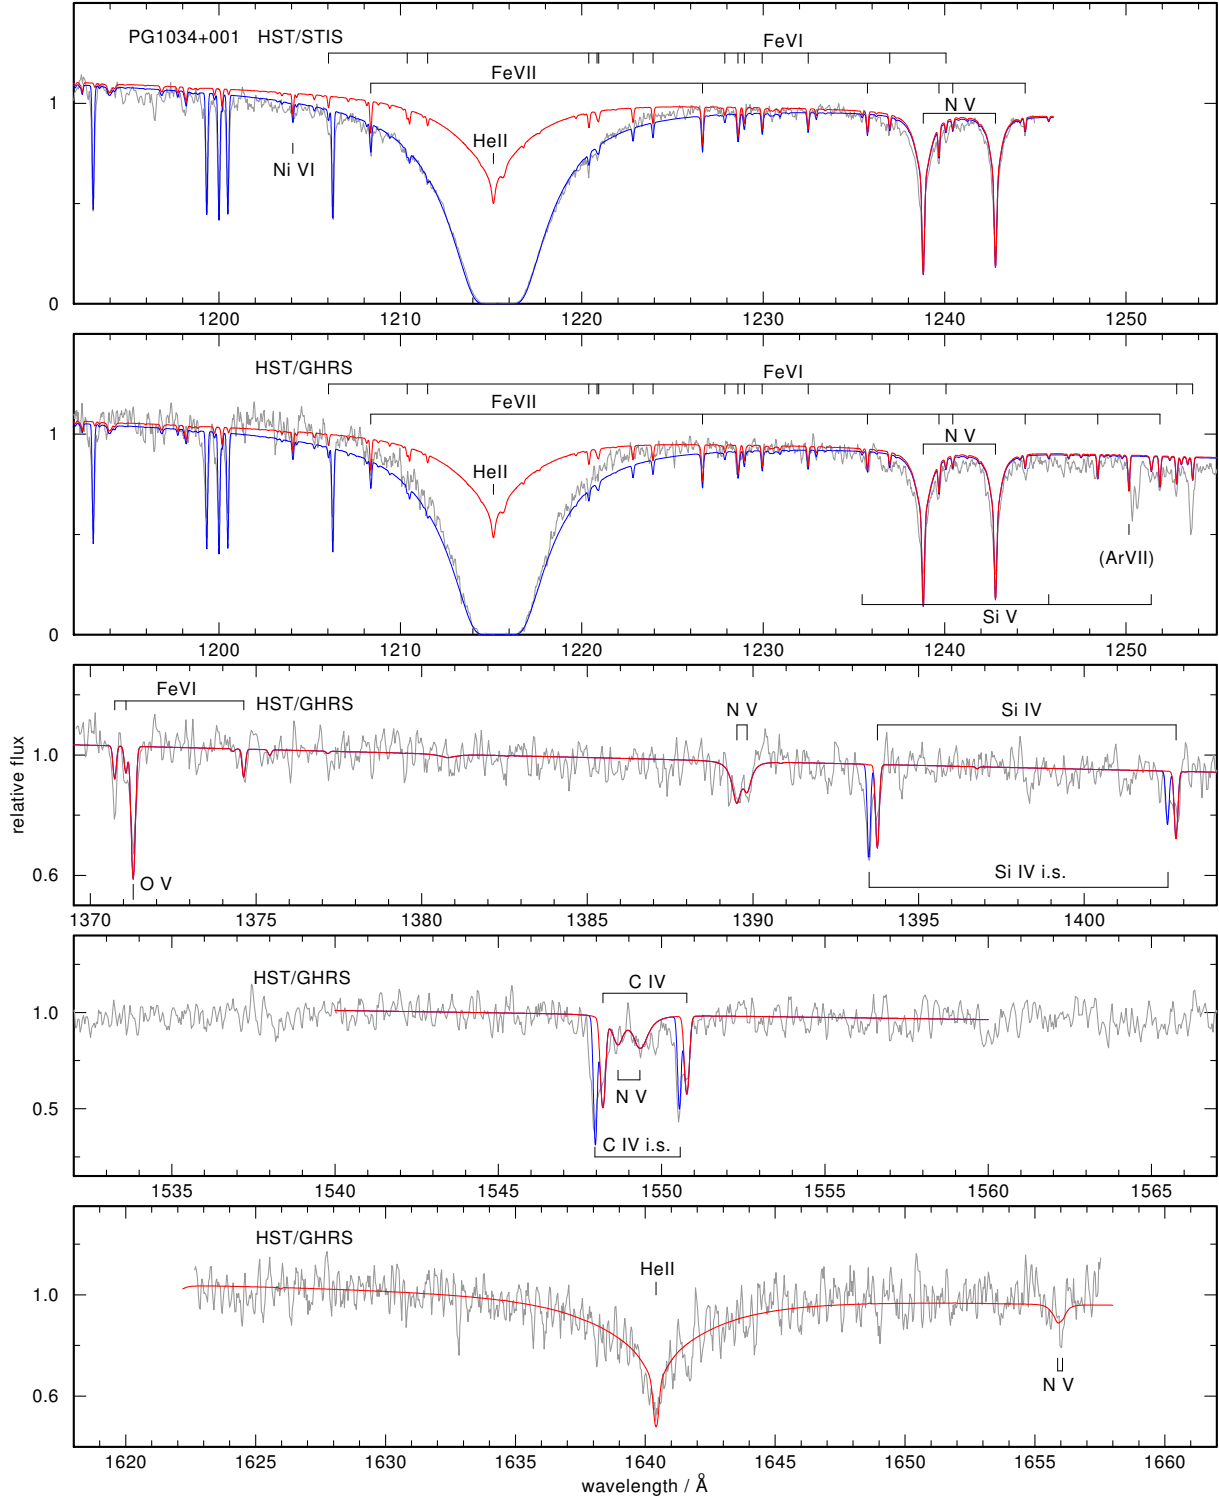 PG1034+001 HST/STIS
FeVI
FeVII
N V
HeII
Ni VI
1
0
1200 1210 1220 1230 1240 1250
HST/GHRS
FeVI
FeVII
N V
HeII
(ArVII)
Si V
1
0
1200 1210 1220 1230 1240 1250
FeVI
HST/GHRS
N V
Si IV
1.0
relative flux
0.6
O V
Si IV i.s.
1370 1375 1380 1385 1390 1395 1400
HST/GHRS
C IV
1.0
N V
0.5
C IV i.s.
1535 1540 1545 1550 1555 1560 1565
HST/GHRS
HeII
1.0
0.6
N V
1620 1625 1630 1635 1640 1645 1650 1655 1660
wavelength / Å